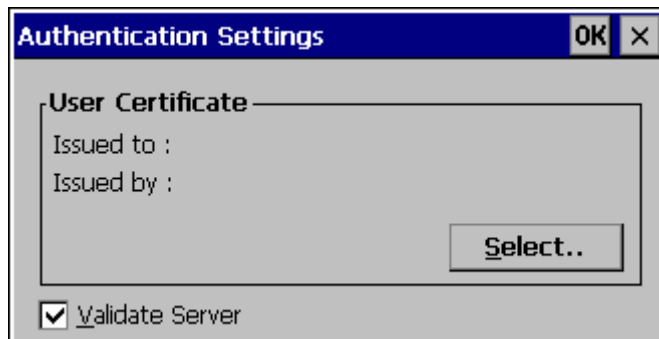 Authentication Settings OK ×
User Certificate
Issued to :
Issued by :
Select..
Validate Server